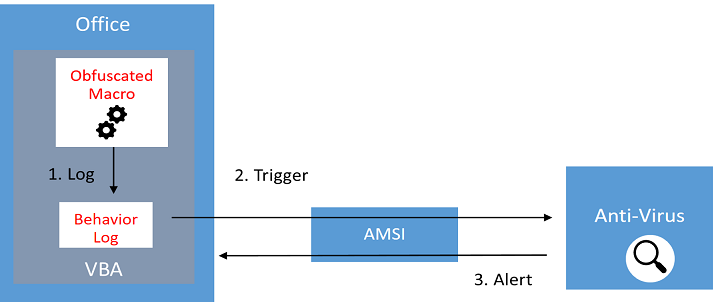 Office
Obfuscated
Macro
1. Log
Behavior
Log
VBA
2. Trigger
AMSI
3. Alert
Anti-Virus